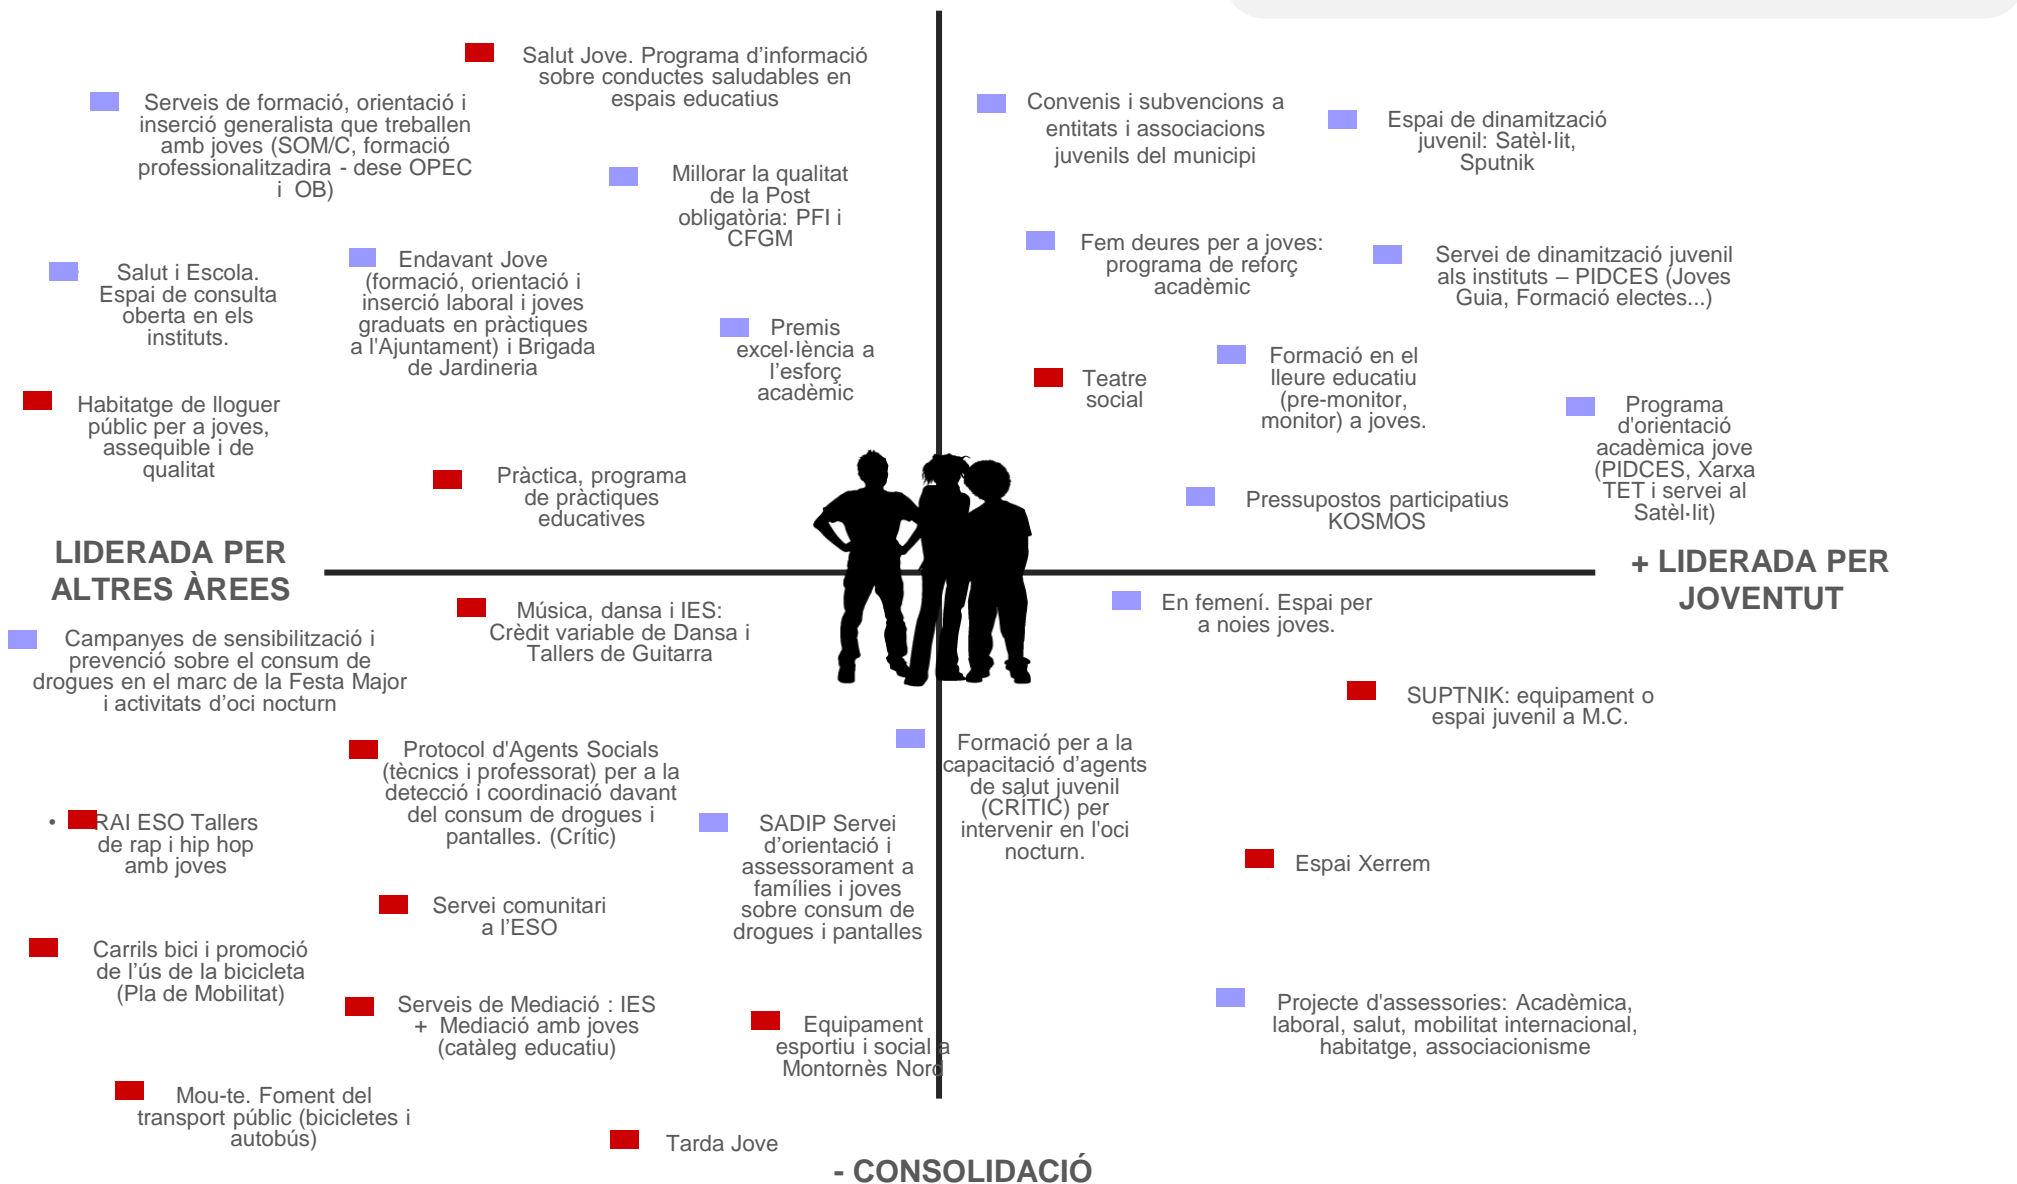 Salut Jove. Programa d’informació
sobre conductes saludables en
espais educatius
Serveis de formació, orientació i
inserció generalista que treballen
amb joves (SOM/C, formació
professionalitzadira - dese OPEC
i OB)
Millorar la qualitat
de la Post
obligatòria: PFI i
CFGM
Salut i Escola.
Espai de consulta
oberta en els
instituts.
Endavant Jove
(formació, orientació i
inserció laboral i joves
graduats en pràctiques
a l'Ajuntament) i Brigada
de Jardineria
Premis
excel·lència a
l’esforç
acadèmic
Habitatge de lloguer
públic per a joves,
assequible i de
qualitat
Pràctica, programa
de pràctiques
educatives
Convenis i subvencions a
entitats i associacions
juvenils del municipi
Espai de dinamització
juvenil: Satèl·lit,
Sputnik
Fem deures per a joves:
programa de reforç
acadèmic
Servei de dinamització juvenil
als instituts – PIDCES (Joves
Guia, Formació electes...)
Teatre
social
Formació en el
lleure educatiu
(pre-monitor,
monitor) a joves.
Programa
d'orientació
acadèmica jove
(PIDCES, Xarxa
TET i servei al
Satèl·lit)
Pressupostos participatius
KOSMOS
LIDERADA PER
ALTRES ÀREES
+ LIDERADA PER
JOVENTUT
Música, dansa i IES:
Crèdit variable de Dansa i
Tallers de Guitarra
Campanyes de sensibilització i
prevenció sobre el consum de
drogues en el marc de la Festa Major
i activitats d’oci nocturn
Protocol d'Agents Socials
(tècnics i professorat) per a la
detecció i coordinació davant
del consum de drogues i
pantalles. (Crític)
• RAI ESO Tallers
de rap i hip hop
amb joves
SADIP Servei
d’orientació i
assessorament a
famílies i joves
sobre consum de
drogues i pantalles
Servei comunitari
a l’ESO
Carrils bici i promoció
de l’ús de la bicicleta
(Pla de Mobilitat)
Serveis de Mediació : IES
+ Mediació amb joves
(catàleg educatiu)
Equipament
esportiu i social a
Montornès Nord
Mou-te. Foment del
transport públic (bicicletes i
autobús)
Tarda Jove
En femení. Espai per
a noies joves.
SUPTNIK: equipament o
espai juvenil a M.C.
Formació per a la
capacitació d’agents
de salut juvenil
(CRÍTIC) per
intervenir en l'oci
nocturn.
Espai Xerrem
Projecte d'assessories: Acadèmica,
laboral, salut, mobilitat internacional,
habitatge, associacionisme
- CONSOLIDACIÓ